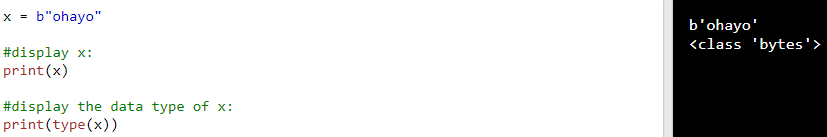 x = b"ohayo"
#display x:
print(x)
#display the data type of x:
print(type(x))
b'ohayo'
<class 'bytes'>